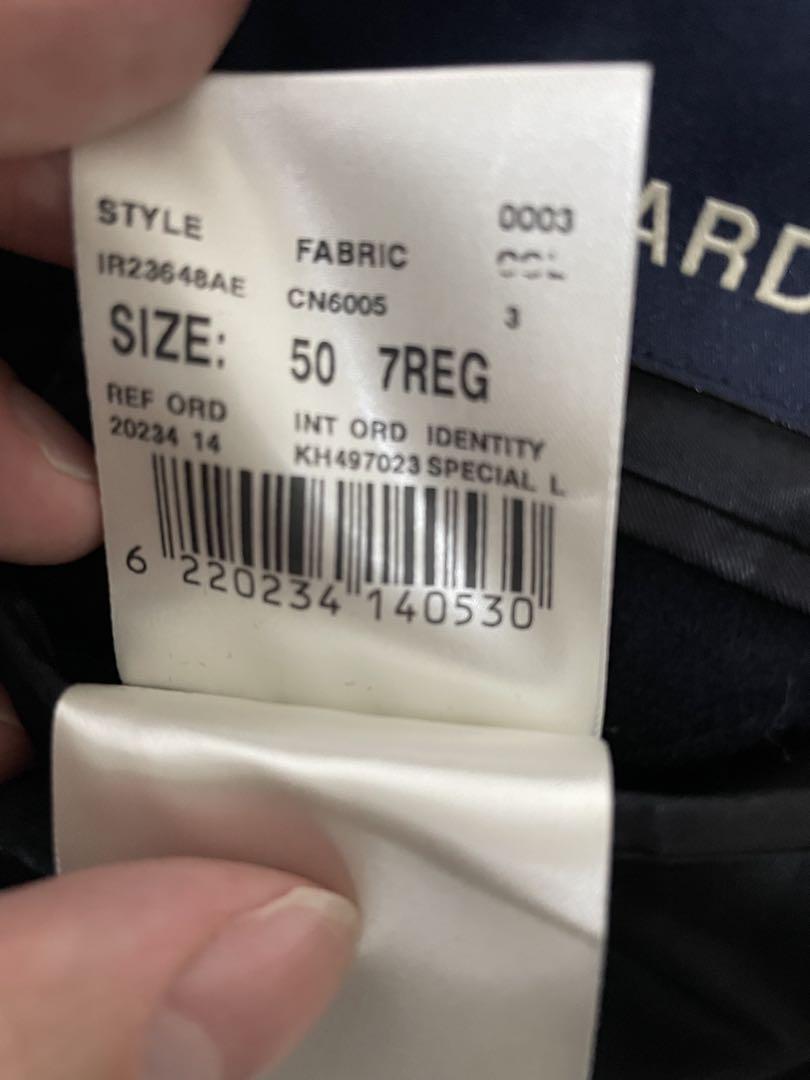 STYLE FABRIC 0003
IR23648AE CN6005 3
SIZE: 50 7REG
REF ORD INT ORD IDENTITY
20234 14 KH497023 SPECIAL L
6 220234 140530
ARD